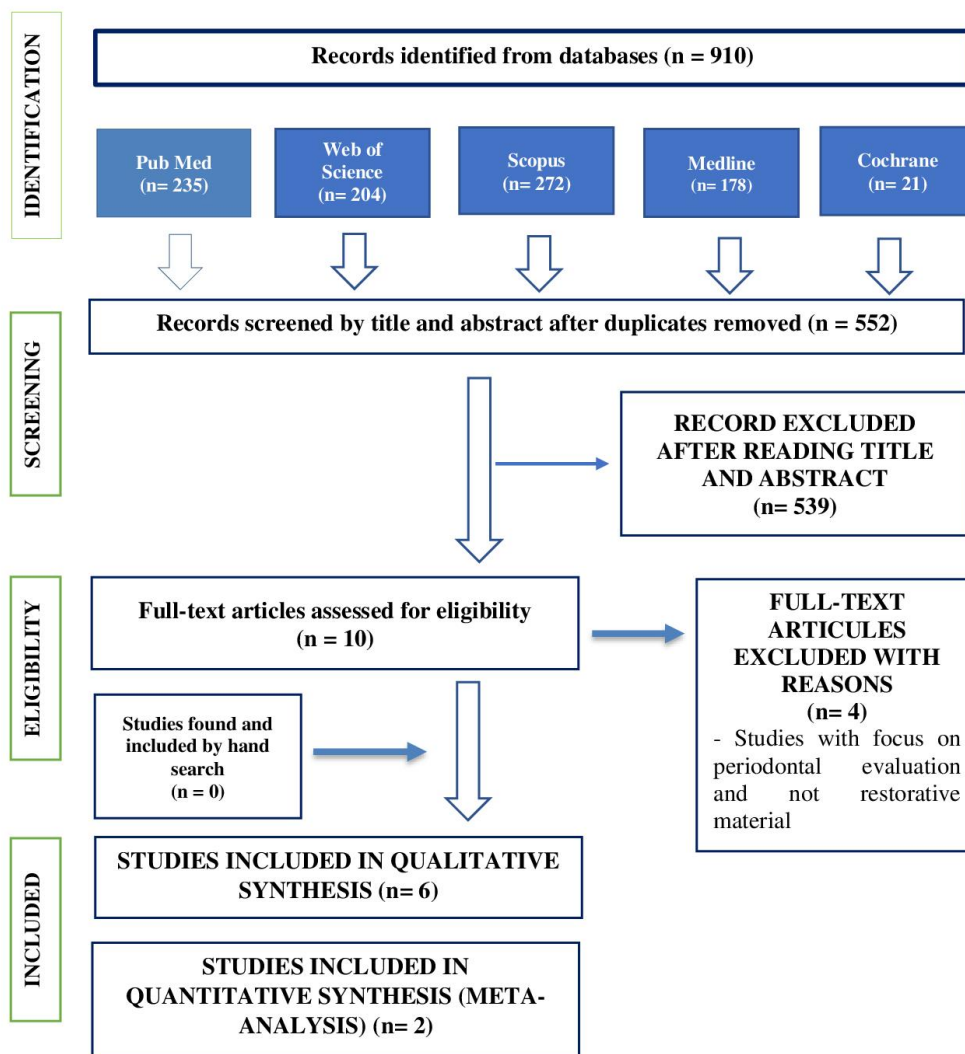 IDENTIFICATION
Records identified from databases (n = 910)
Pub Med
(n= 235)
Web of
Science
(n= 204)
Scopus
(n= 272)
Medline
(n= 178)
Cochrane
(n= 21)
SCREENING
Records screened by title and abstract after duplicates removed (n = 552)
RECORD EXCLUDED
AFTER READING TITLE
AND ABSTRACT
(n= 539)
ELIGIBILITY
Full-text articles assessed for eligibility
(n = 10)
FULL-TEXT
ARTICULES
EXCLUDED WITH
REASONS
(n= 4)
- Studies with focus on
periodontal evaluation
and not restorative
material
Studies found and
included by hand
search
(n = 0)
INCLUDED
STUDIES INCLUDED IN QUALITATIVE
SYNTHESIS (n= 6)
STUDIES INCLUDED IN
QUANTITATIVE SYNTHESIS (META-
ANALYSIS) (n= 2)